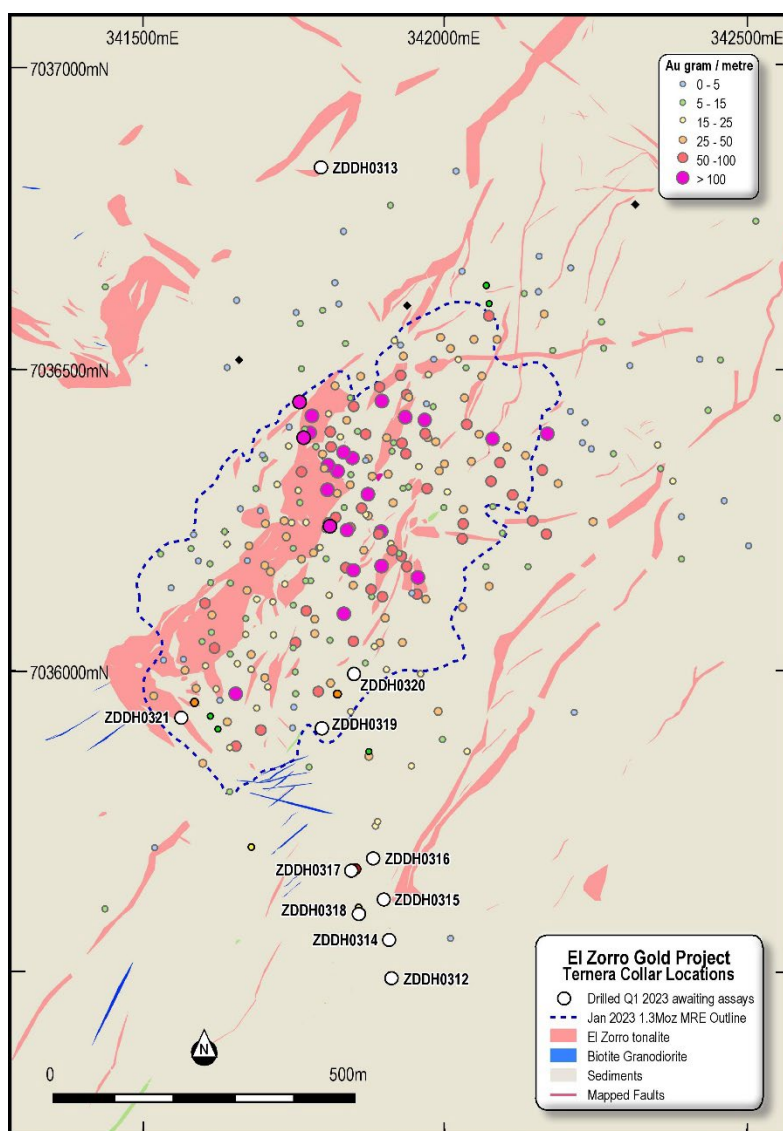 341500mE
342000mE
342500mE
7037000mN
Au gram / metre
0 - 5
5 - 15
15 - 25
25 - 50
50 -100
> 100
ZDDH0313
7036500mN
7036000mN
ZDDH0320
ZDDH0321
ZDDH0319
ZDDH0316
ZDDH0317
ZDDH0315
ZDDH0318
ZDDH0314
ZDDH0312
N
0
500m
El Zorro Gold Project
Ternera Collar Locations
Drilled Q1 2023 awaiting assays
Jan 2023 1.3Moz MRE Outline
El Zorro tonalite
Biotite Granodiorite
Sediments
Mapped Faults